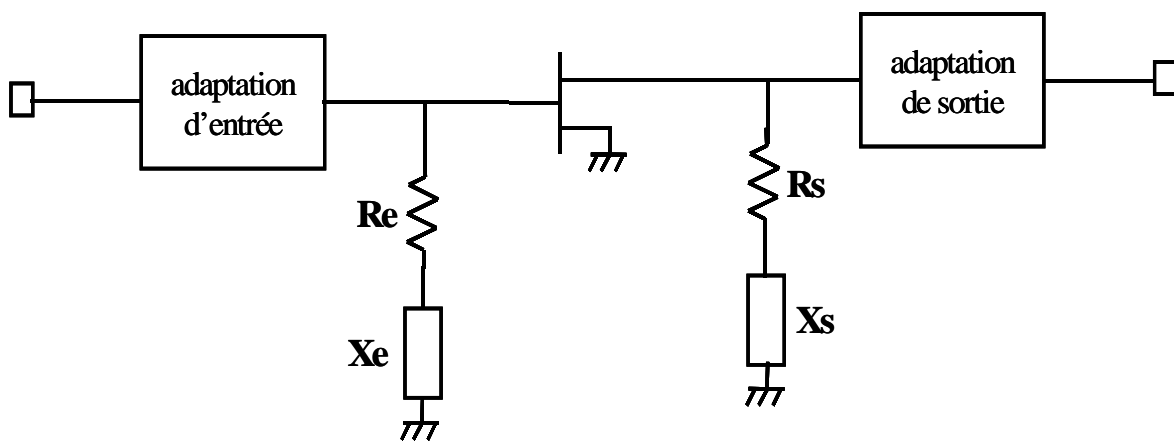 adaptation
d'entrée
adaptation
de sortie
Re
Rs
Xe
Xs